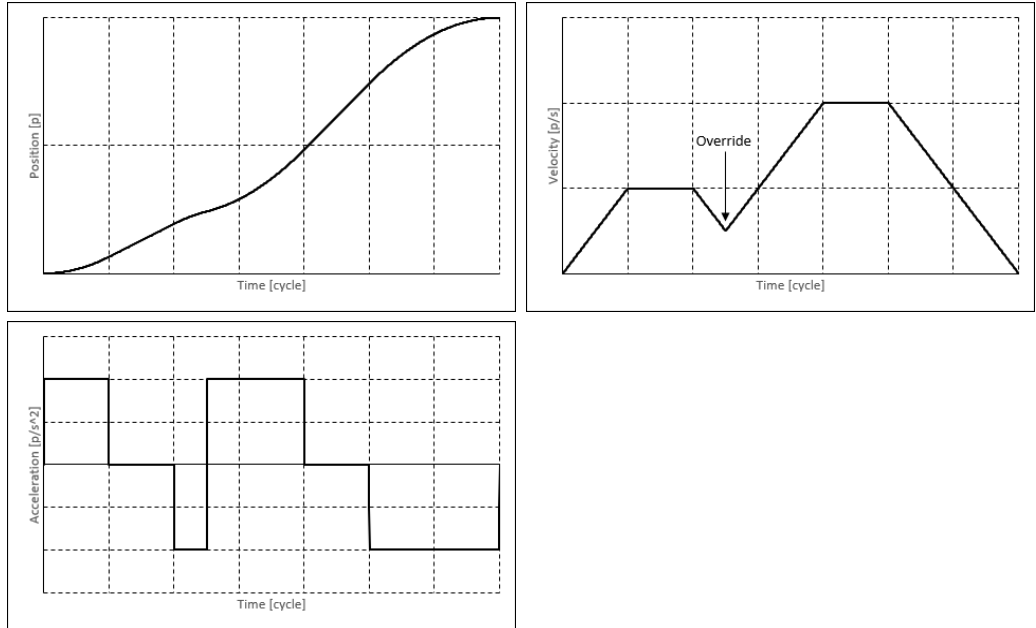 Position [p]
Time [cycle]
Velocity [p/s]
Override
Time [cycle]
Acceleration [p/s^2]
Time [cycle]